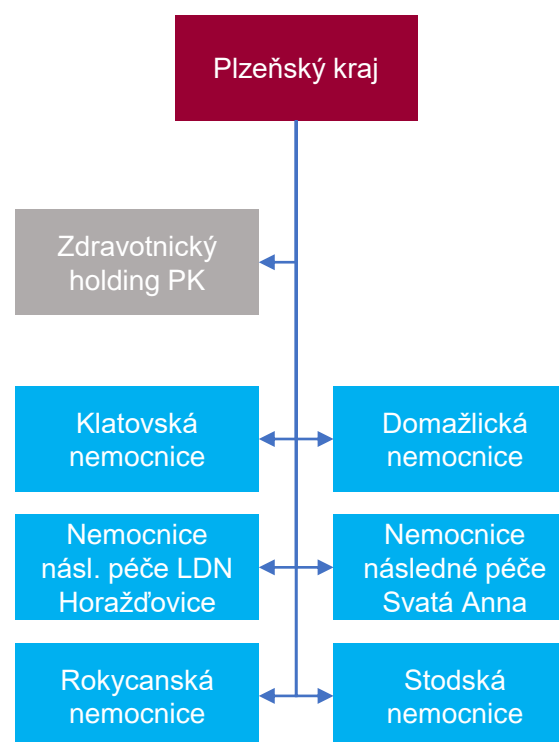 Plzeňský kraj
Zdravotnický
holding PK
Klatovská
nemocnice
Domažlická
nemocnice
Nemocnice
násl. péče LDN
Horažďovice
Nemocnice
následné péče
Svatá Anna
Rokycanská
nemocnice
Stodská
nemocnice